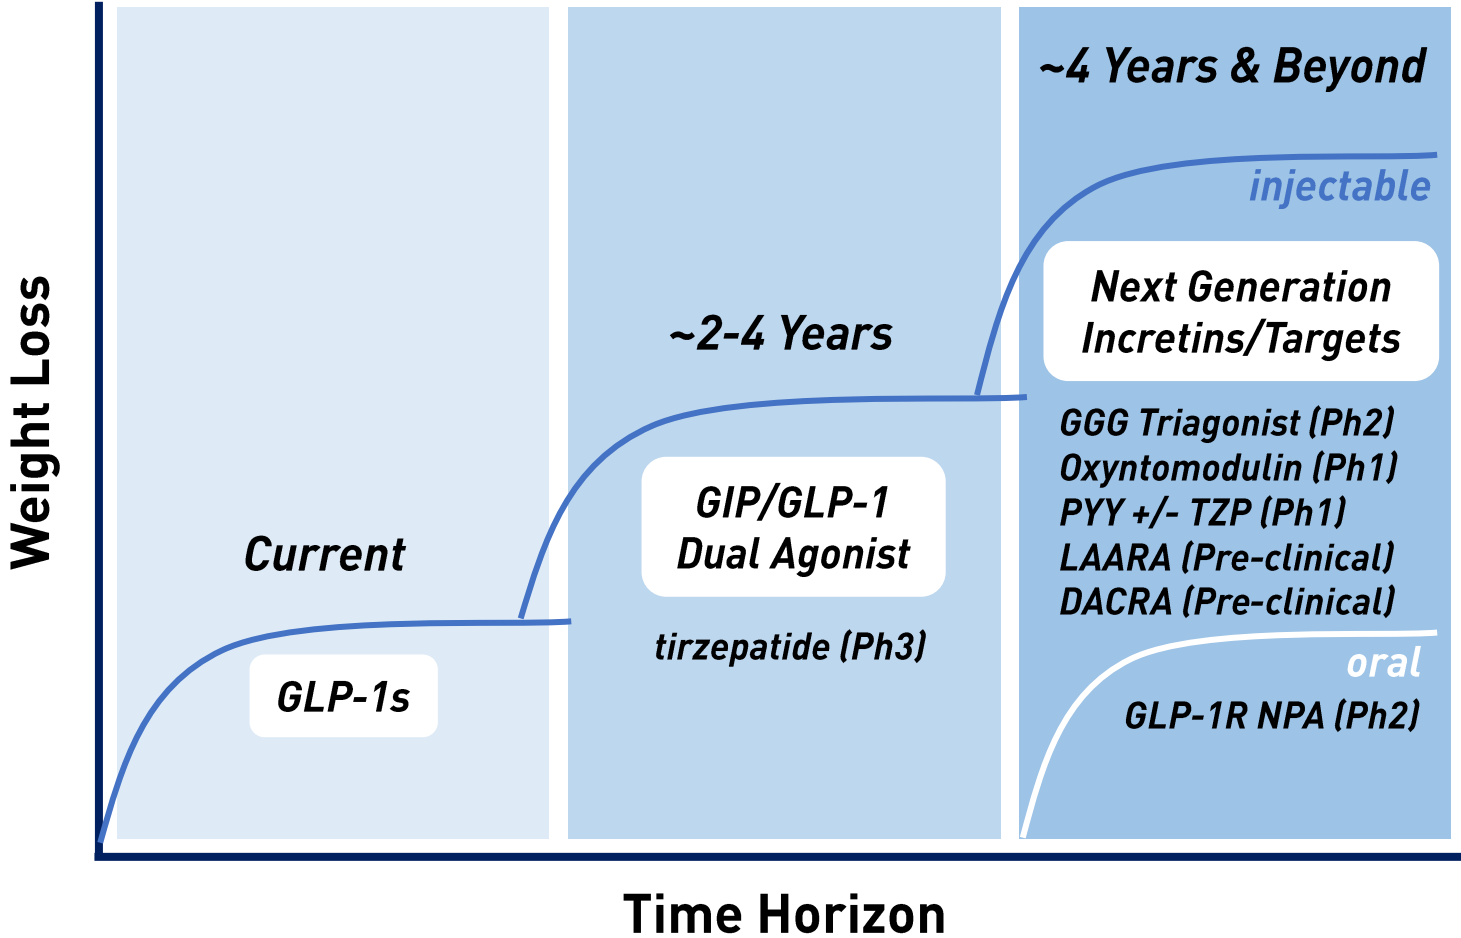 Weight Loss
Current
GLP-1s
~2-4 Years
GIP/GLP-1
Dual Agonist
tirzepatide (Ph3)
~4 Years & Beyond
injectable
Next Generation
Incretins/Targets
GGG Triagonist (Ph2)
Oxyntomodulin (Ph1)
PYY +/- TZP (Ph1)
LAARA (Pre-clinical)
DACRA (Pre-clinical)
oral
GLP-1R NPA (Ph2)
Time Horizon